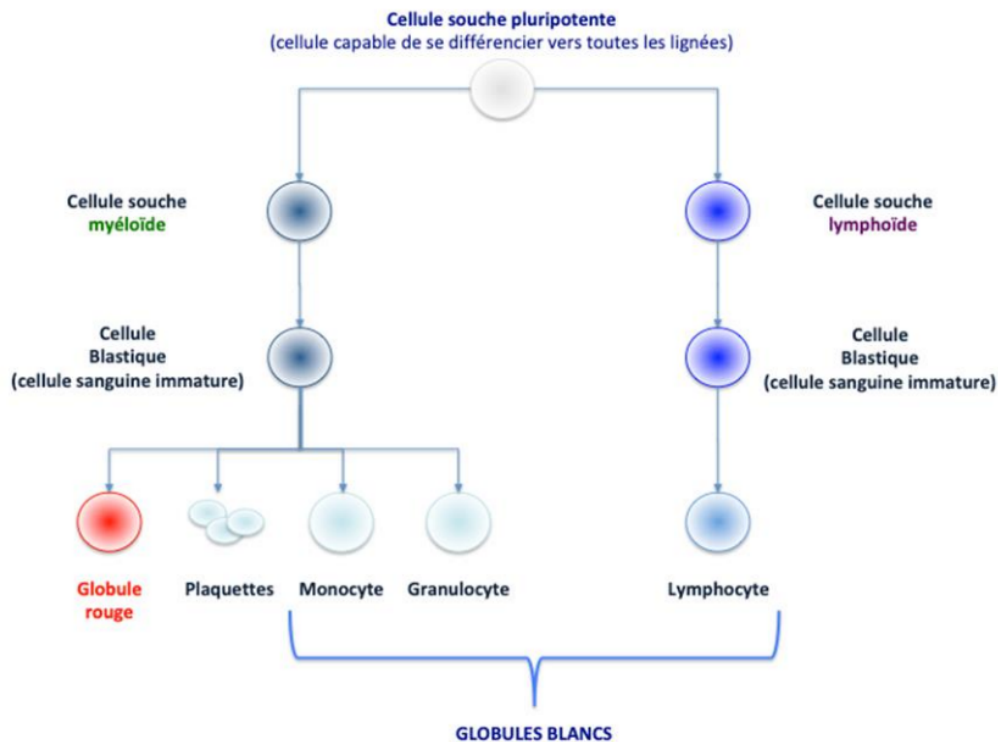 Cellule souche pluripotente
(cellule capable de se différencier vers toutes les lignées)
Cellule souche
myéloïde
Cellule souche
lymphoïde
Cellule
Blastique
(cellule sanguine immature)
Cellule
Blastique
(cellule sanguine immature)
Globule
rouge
Plaquettes
Monocyte
Granulocyte
Lymphocyte
GLOBULES BLANCS